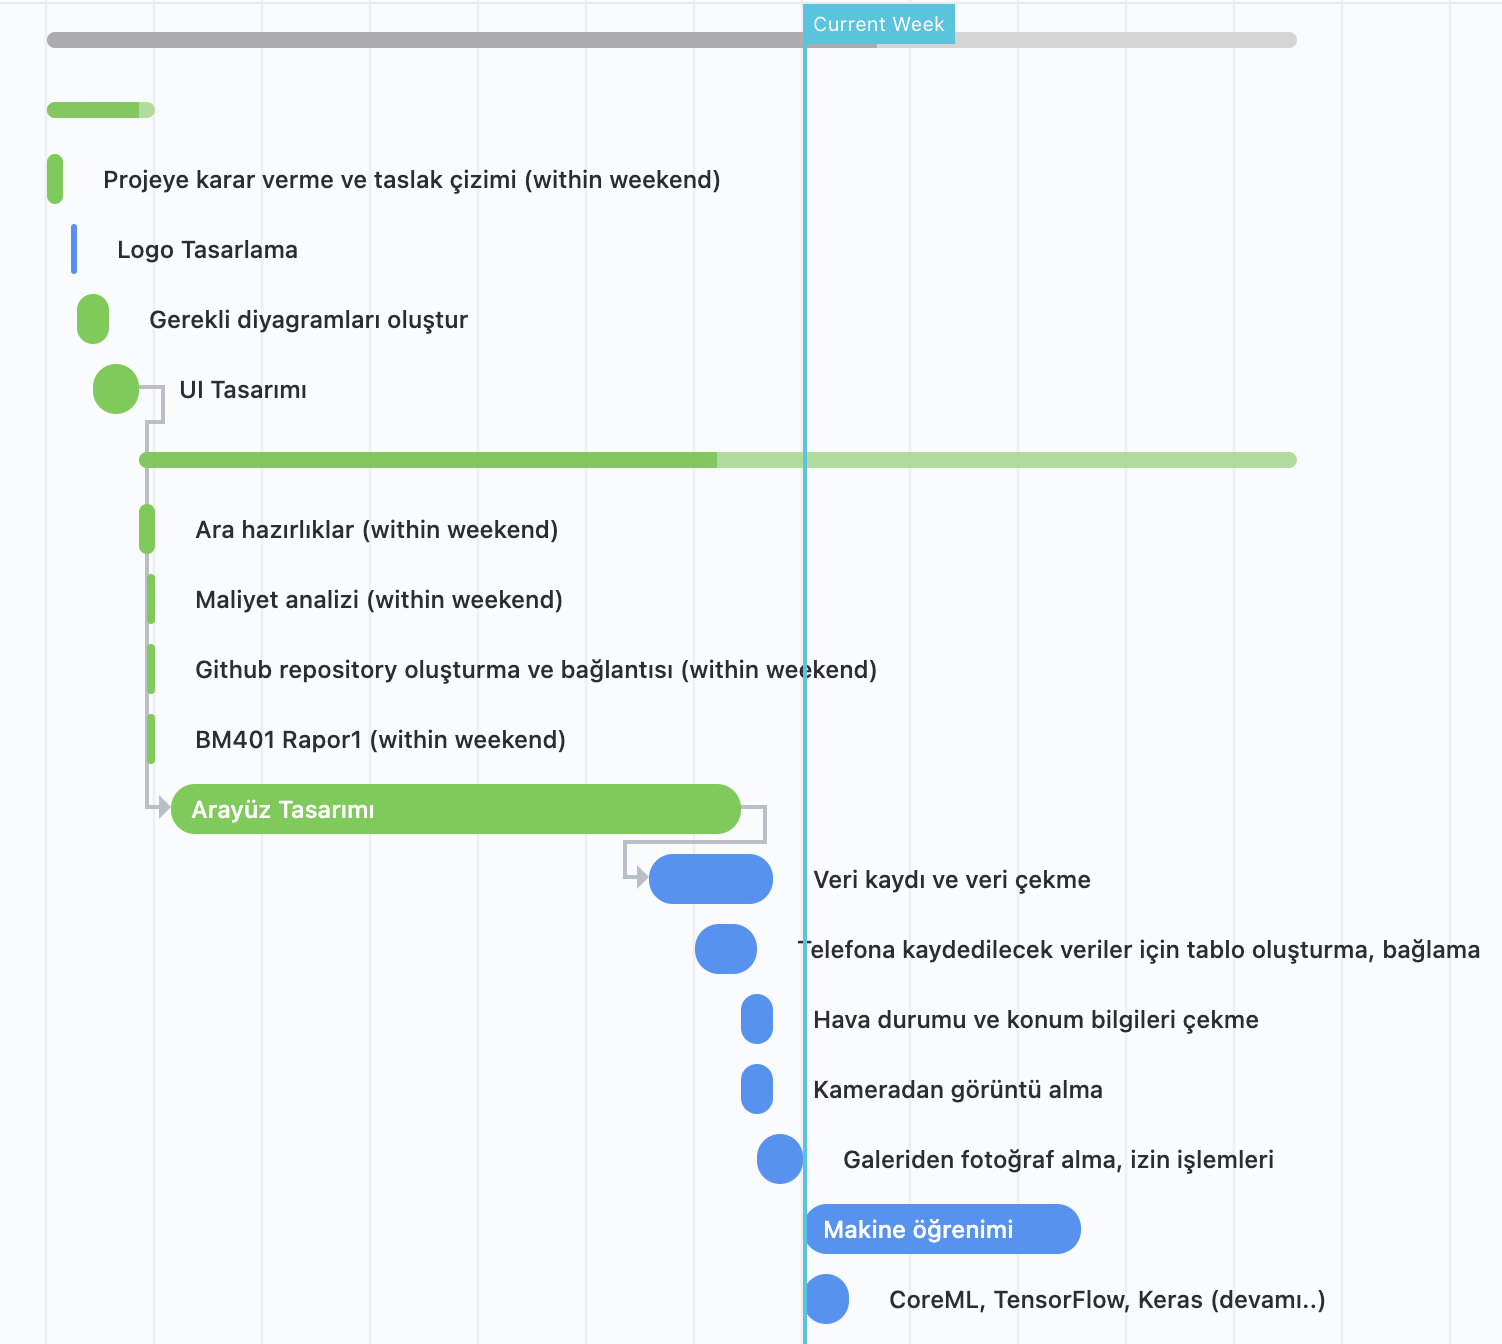 Current Week
Projeye karar verme ve taslak çizimi (within weekend)
Logo Tasarlama
Gerekli diyagramları oluştur
UI Tasarımı
Ara hazırlıklar (within weekend)
Maliyet analizi (within weekend)
Github repository oluşturma ve bağlantısı (within weekend)
BM401 Rapor1 (within weekend)
Arayüz Tasarımı
Veri kaydı ve veri çekme
Telefona kaydedilecek veriler için tablo oluşturma, bağlama
Hava durumu ve konum bilgileri çekme
Kameradan görüntü alma
Galeriden fotoğraf alma, izin işlemleri
Makine öğrenimi
CoreML, TensorFlow, Keras (devamı..)